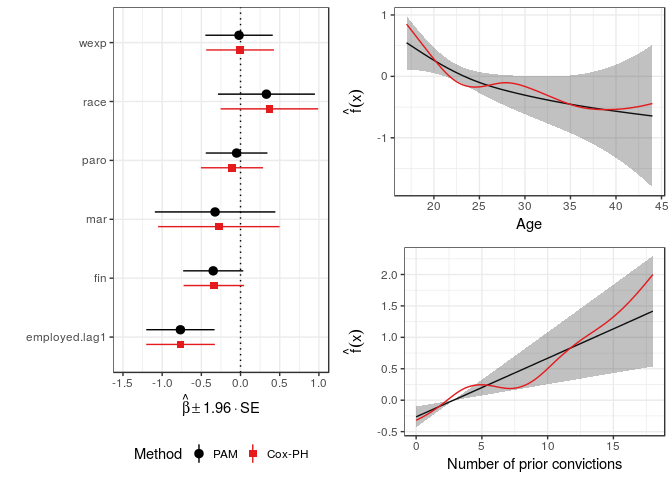 wexp
race
paro
mar
fin
employed.lag1
-1.5 -1.0 -0.5 0.0 0.5 1.0
β̂ ± 1.96 · SE
Method PAM Cox-PH
f̂(x)
1
0
-1
20 25 30 35 40 45
Age
f̂(x)
2.0
1.5
1.0
0.5
0.0
-0.5
0 5 10 15
Number of prior convictions